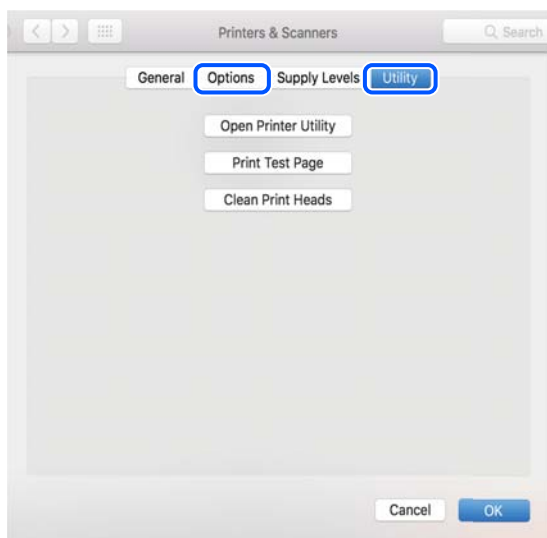 Printers & Scanners Search
General Options Supply Levels Utility
Open Printer Utility
Print Test Page
Clean Print Heads
Cancel OK